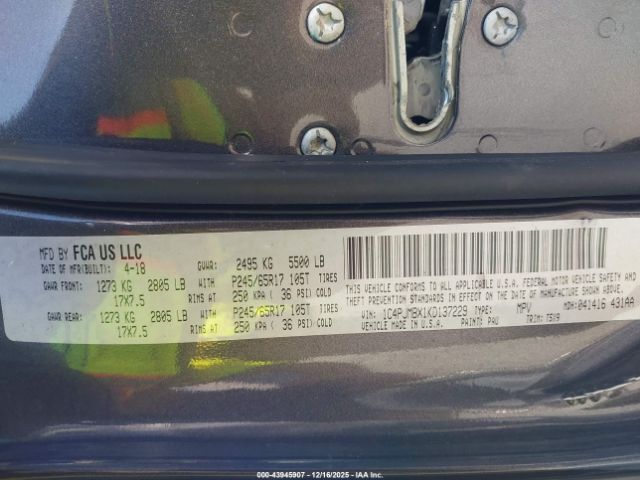 MFD BY FCA US LLC
DATE OF MFR(BUILT): 4-18 GVWR: 2495 KG 5500 LB
GAWR FRONT: 1273 KG 2805 LB WITH P245/65R17 105T TIRES
17X7.5 RIMS AT 250 KPA ( 36 PSI) COLD
GAWR REAR: 1273 KG 2805 LB WITH P245/65R17 105T TIRES
17X7.5 RIMS AT 250 KPA ( 36 PSI) COLD
THIS VEHICLE CONFORMS TO ALL APPLICABLE U.S.A. FEDERAL MOTOR VEHICLE SAFETY AND
THEFT PREVENTION STANDARDS IN EFFECT ON THE DATE OF MANUFACTURE SHOWN ABOVE.
VIN: 1C4PJMBX1KD137229 TYPE: MPV MDH: 041416 431AA
MADE IN U.S.A. PAINT: PAU TRIM: T5X9
000-43945907 - 12/16/2025 - IAAC